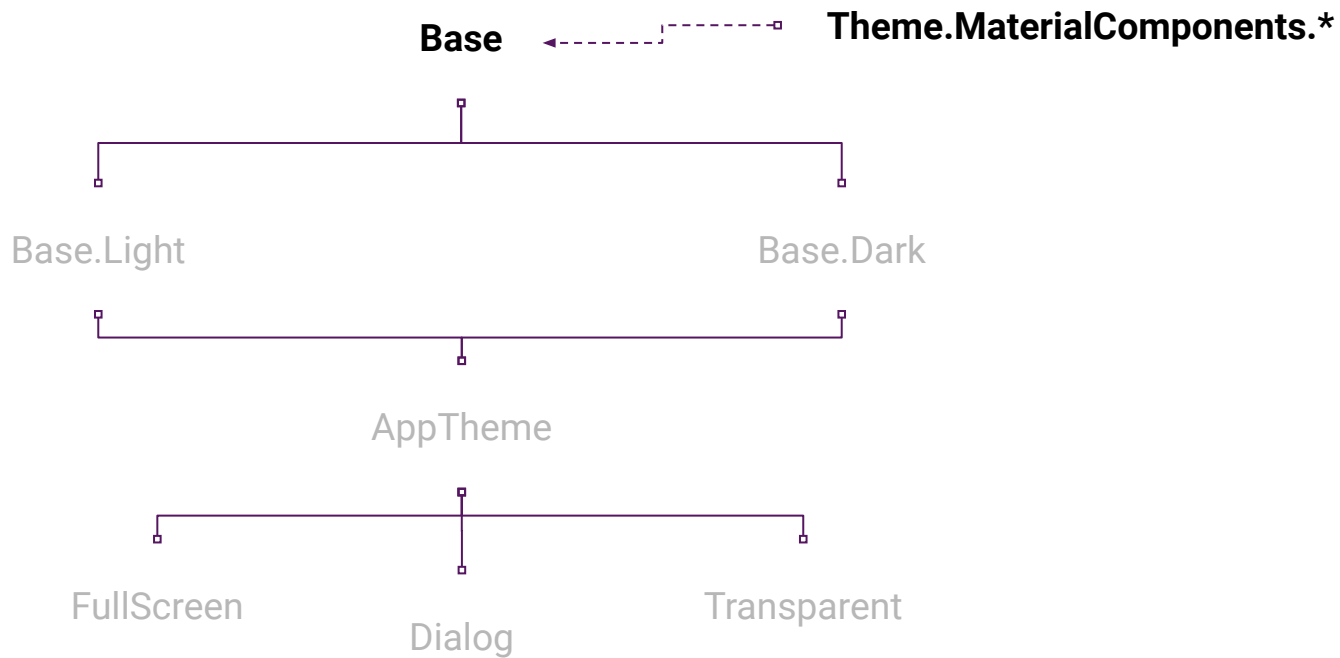 Base
Theme.MaterialComponents.*
Base.Light
Base.Dark
AppTheme
FullScreen
Dialog
Transparent